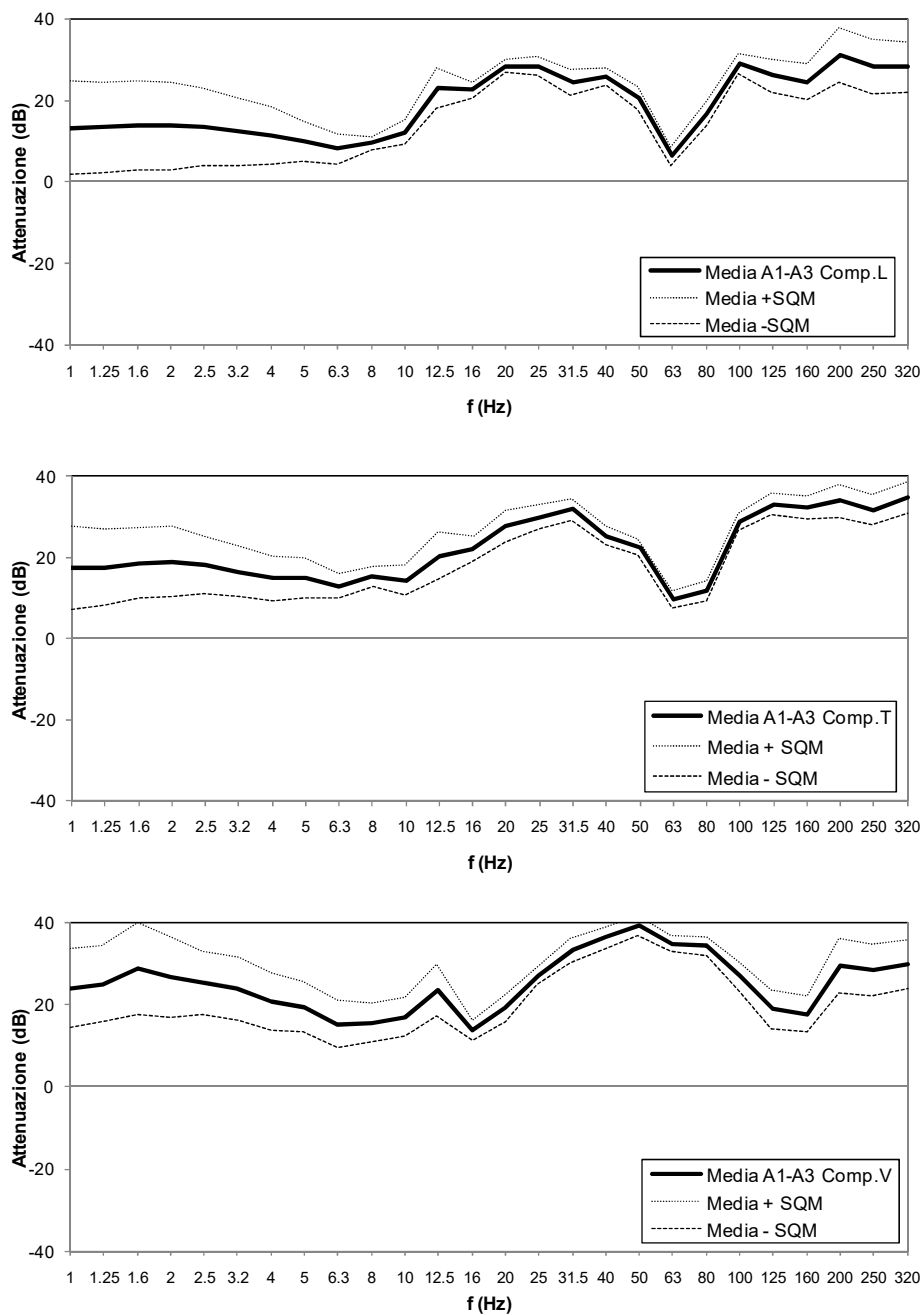 40
20
0
-20
-40
Attenuazione (dB)
Media A1-A3 Comp.L
Media +SQM
Media -SQM
1 1.25 1.6 2 2.5 3.2 4 5 6.3 8 10 12.5 16 20 25 31.5 40 50 63 80 100 125 160 200 250 320
f (Hz)
40
20
0
-20
-40
Attenuazione (dB)
Media A1-A3 Comp.T
Media + SQM
Media - SQM
1 1.25 1.6 2 2.5 3.2 4 5 6.3 8 10 12.5 16 20 25 31.5 40 50 63 80 100 125 160 200 250 320
f (Hz)
40
20
0
-20
-40
Attenuazione (dB)
Media A1-A3 Comp.V
Media + SQM
Media - SQM
1 1.25 1.6 2 2.5 3.2 4 5 6.3 8 10 12.5 16 20 25 31.5 40 50 63 80 100 125 160 200 250 320
f (Hz)